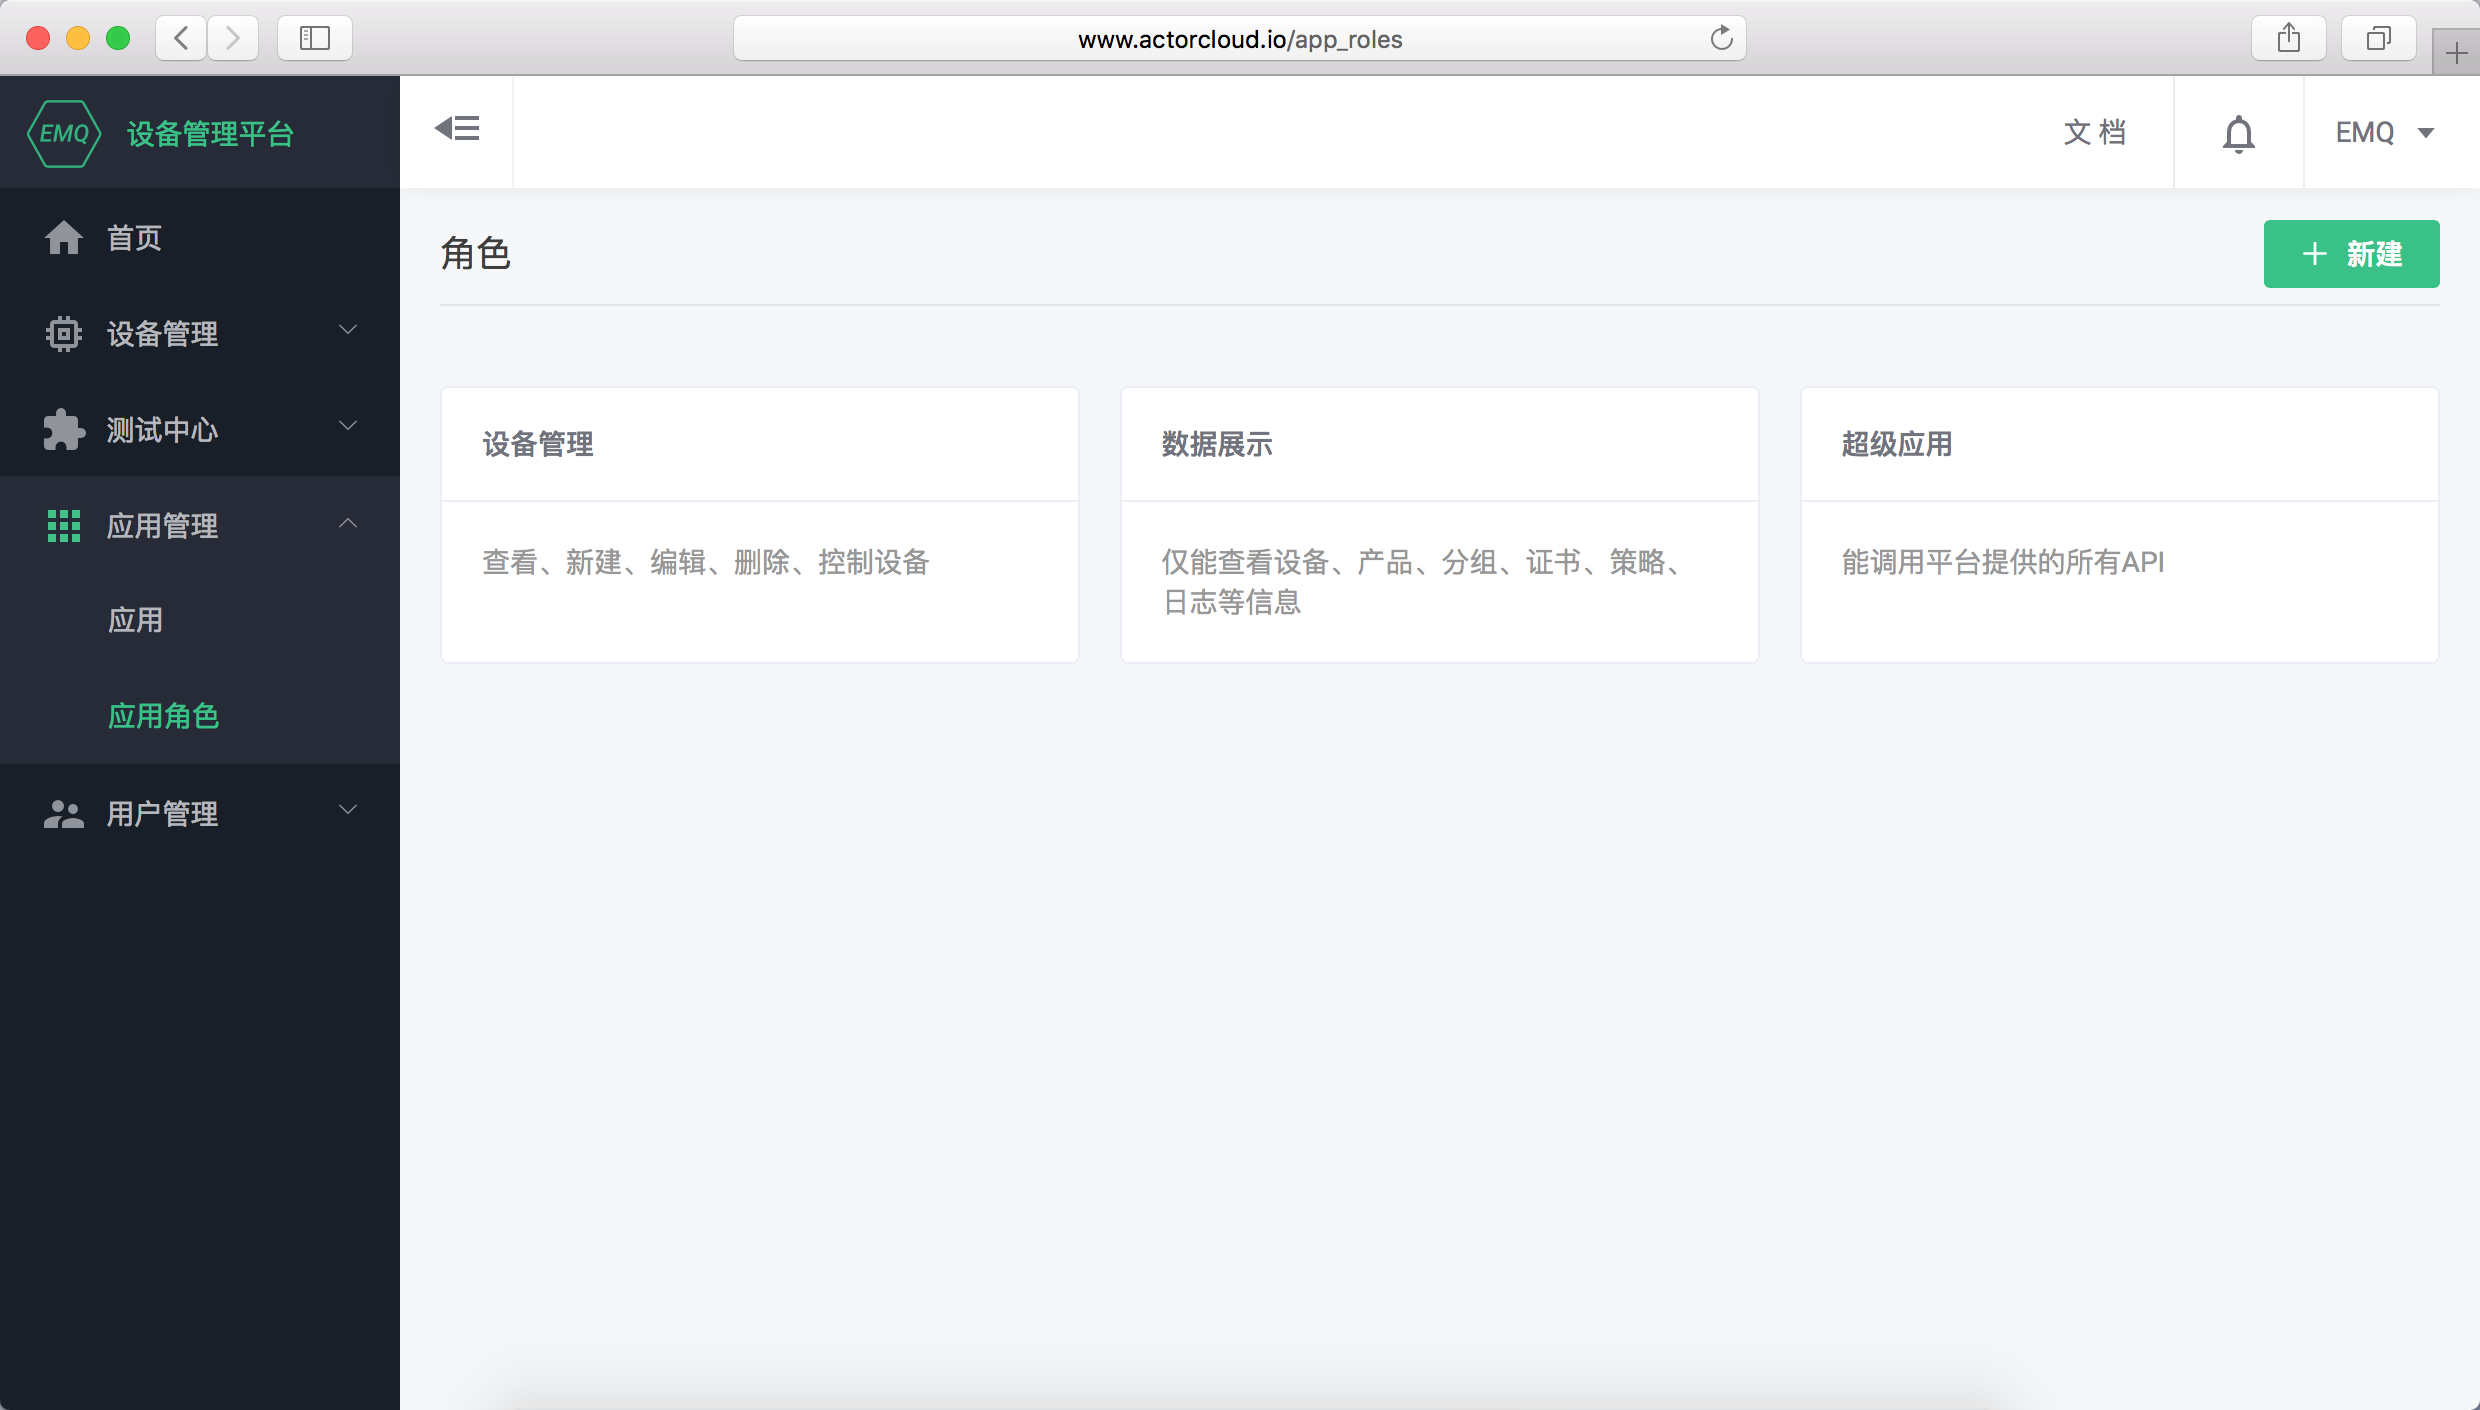 www.actorcloud.io/app_roles
EMQ 设备管理平台
文 档
EMQ
首页
设备管理
测试中心
应用管理
应用
应用角色
用户管理
角色
新建
设备管理
查看、新建、编辑、删除、控制设备
数据展示
仅能查看设备、产品、分组、证书、策略、
日志等信息
超级应用
能调用平台提供的所有API